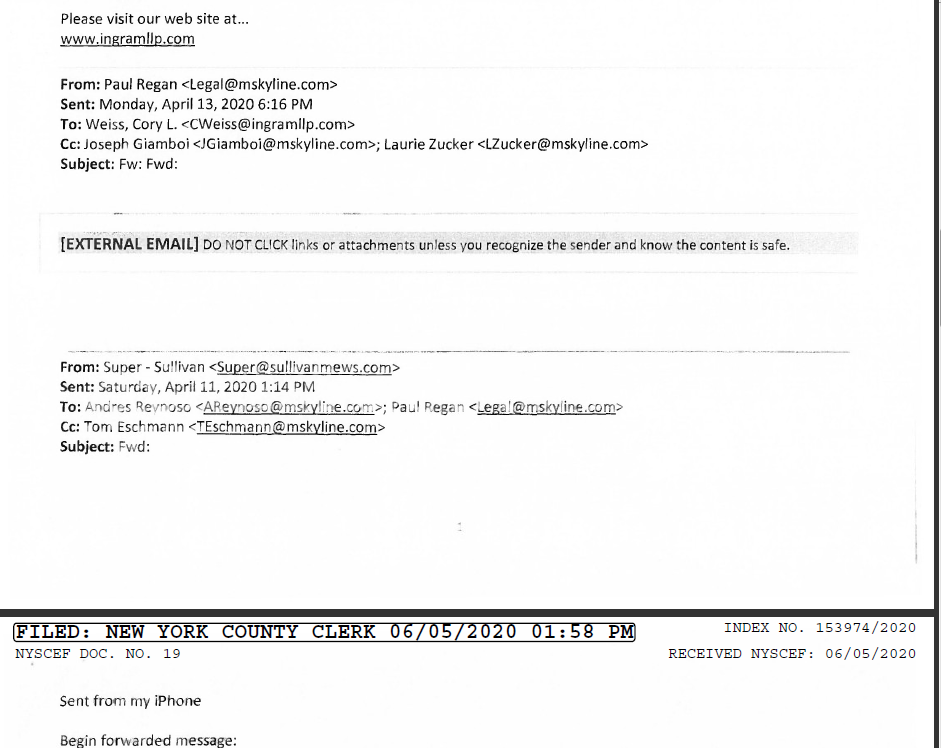 Please visit our web site at...
www.ingramllp.com
From: Paul Regan <Legal@mskyline.com>
Sent: Monday, April 13, 2020 6:16 PM
To: Weiss, Cory L. <CWeiss@ingramllp.com>
Cc: Joseph Giamboi <JGiamboi@mskyline.com>; Laurie Zucker <LZucker@mskyline.com>
Subject: Fw: Fwd:
[EXTERNAL EMAIL] DO NOT CLICK links or attachments unless you recognize the sender and know the content is safe.
From: Super - Sullivan <Super@sullivanmews.com>
Sent: Saturday, April 11, 2020 1:14 PM
To: Andres Reynoso <AReynoso@mskyline.com>; Paul Regan <Legal@mskyline.com>
Cc: Tom Eschmann <TEschmann@mskyline.com>
Subject: Fwd:
FILED: NEW YORK COUNTY CLERK 06/05/2020 01:58 PM
INDEX NO. 153974/2020
NYSCEF DOC. NO. 19
RECEIVED NYSCEF: 06/05/2020
Sent from my iPhone
Begin forwarded message: